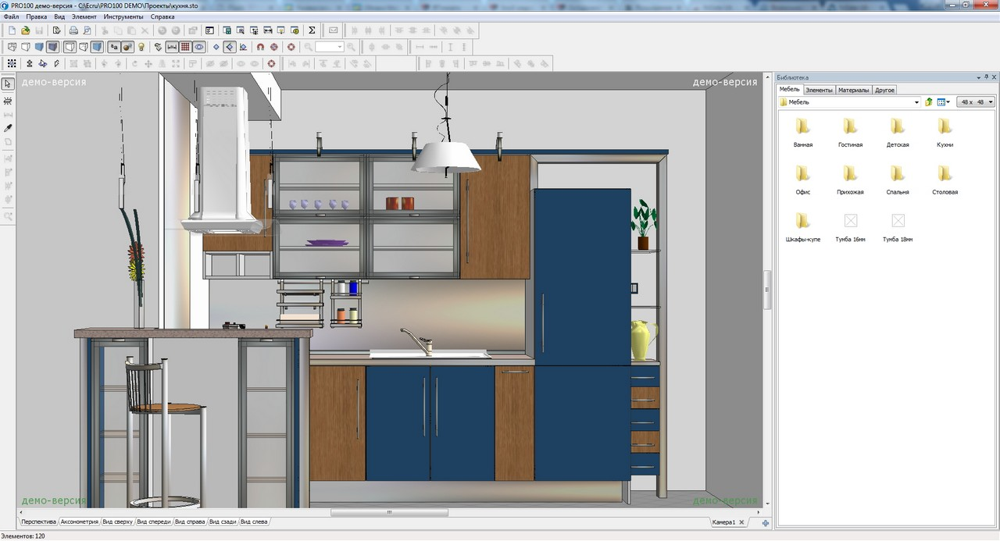 PRO100 демо-версия - C:\Ecru\PRO100 DEMO\Проекты\кухня.sto
Файл Правка Вид Элемент Инструменты Справка
демо-версия демо-версия
Библиотека
Мебель Элементы Материалы Другое
Мебель 48 x 48
Ванная Гостиная Детская Кухни
Офис Прихожая Спальня Столовая
Шкафы-купе Тумба 16мм Тумба 18мм
демо-версия демо-версия
Перспектива Аксонометрия Вид сверху Вид спереди Вид справа Вид сзади Вид слева Камера1
Элементов: 120